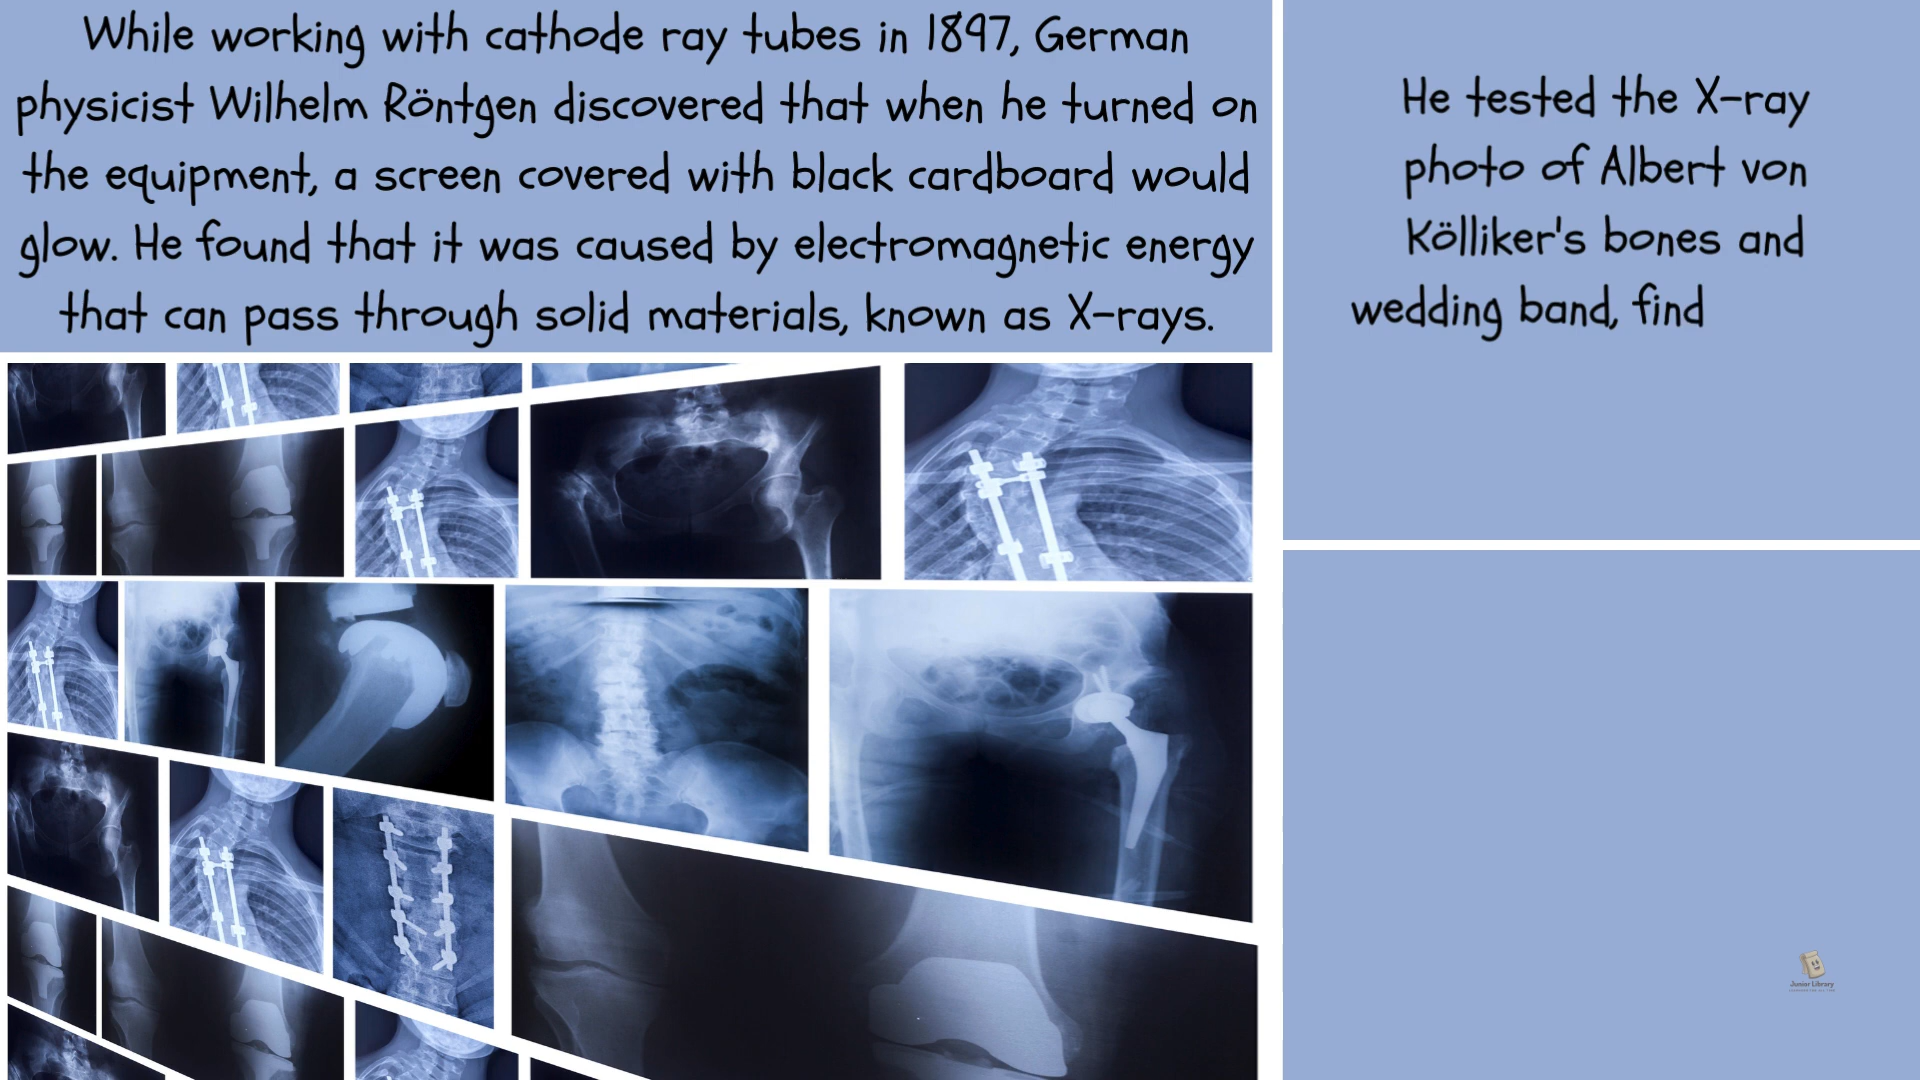 While working with cathode ray tubes in 1897, German
physicist Wilhelm Röntgen discovered that when he turned on
the equipment, a screen covered with black cardboard would
glow. He found that it was caused by electromagnetic energy
that can pass through solid materials, known as X-rays.
He tested the X-ray
photo of Albert von
Kölliker's bones and
wedding band, find
Junior Library